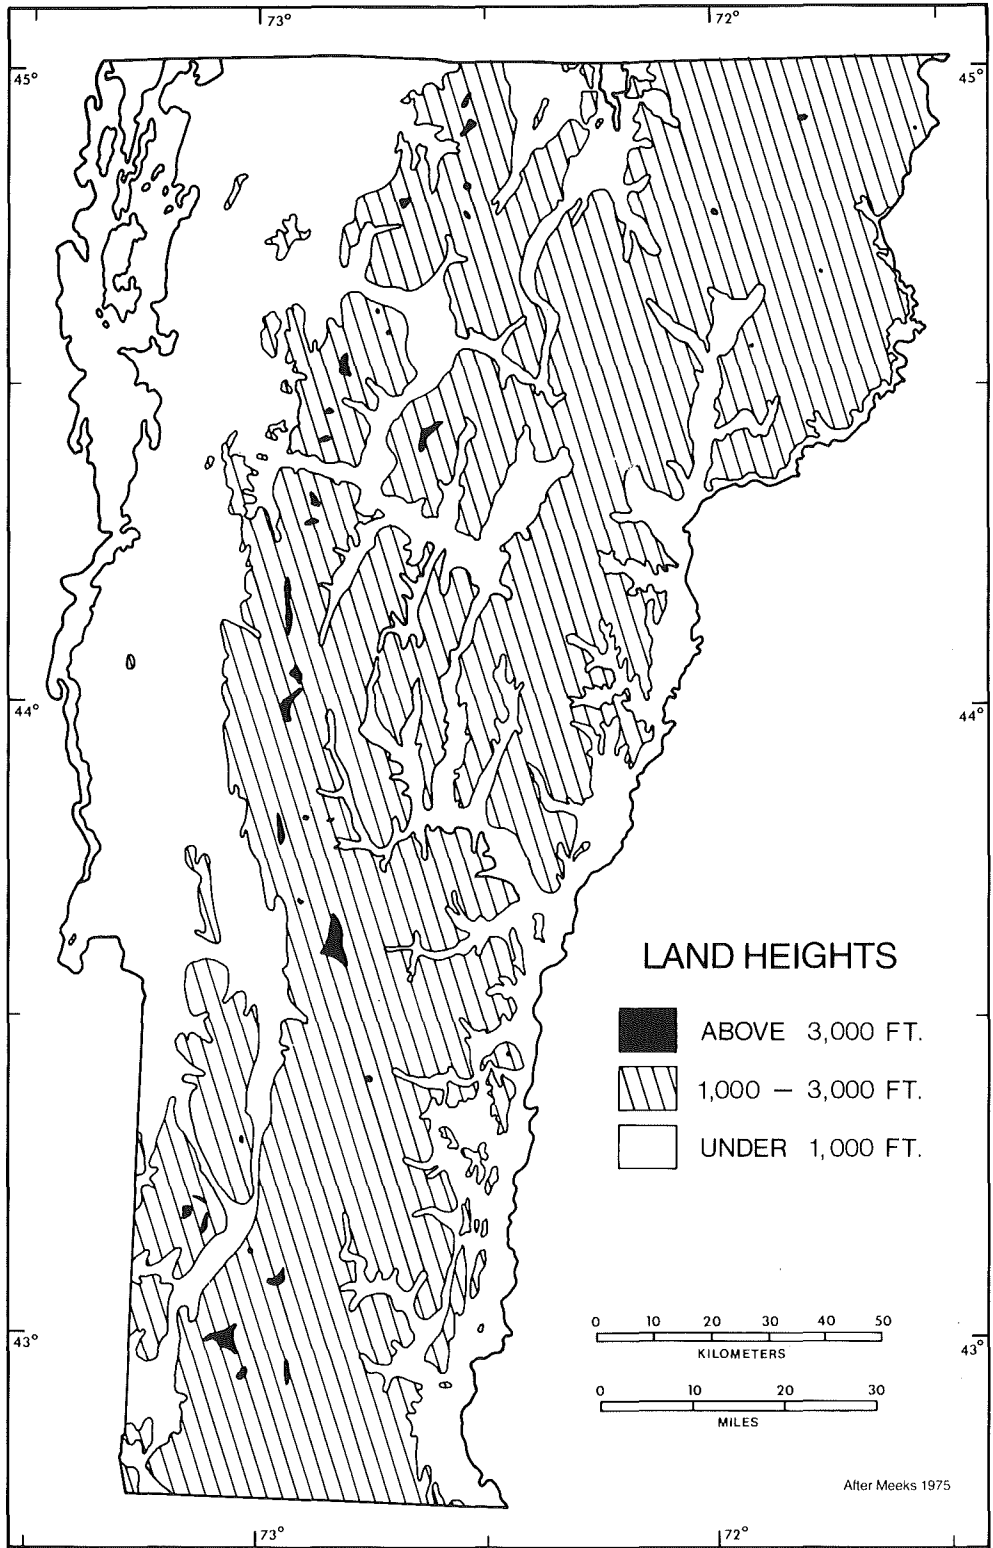 73°
72°
45°
45°
44°
44°
LAND HEIGHTS
ABOVE 3,000 FT.
1,000 – 3,000 FT.
UNDER 1,000 FT.
43°
43°
0 10 20 30 40 50
KILOMETERS
0 10 20 30
MILES
After Meeks 1975
73°
72°